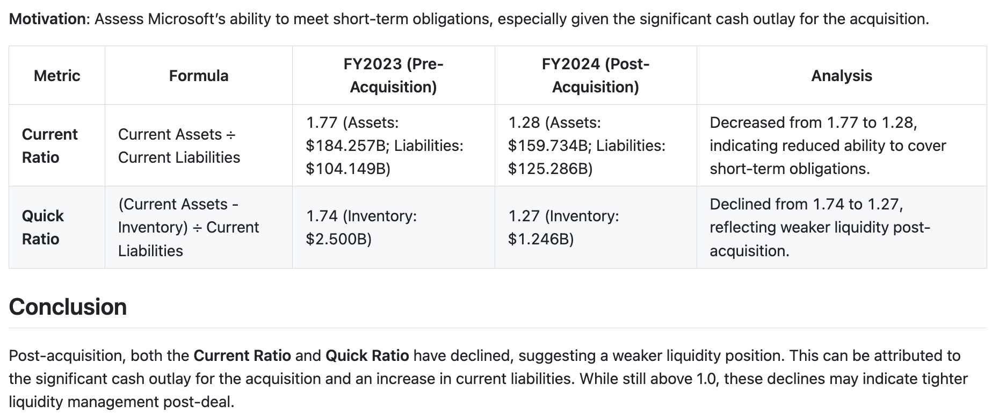 Motivation: Assess Microsoft's ability to meet short-term obligations, especially given the significant cash outlay for the acquisition.
Metric
Formula
FY2023 (Pre-
Acquisition)
FY2024 (Post-
Acquisition)
Analysis
Current
Ratio
Current Assets ÷
Current Liabilities
1.77 (Assets:
$184.257B; Liabilities:
$104.149B)
1.28 (Assets:
$159.734B; Liabilities:
$125.286B)
Decreased from 1.77 to 1.28,
indicating reduced ability to cover
short-term obligations.
Quick
Ratio
(Current Assets -
Inventory) ÷ Current
Liabilities
1.74 (Inventory:
$2.500B)
1.27 (Inventory:
$1.246B)
Declined from 1.74 to 1.27,
reflecting weaker liquidity post-
acquisition.
Conclusion
Post-acquisition, both the Current Ratio and Quick Ratio have declined, suggesting a weaker liquidity position. This can be attributed to
the significant cash outlay for the acquisition and an increase in current liabilities. While still above 1.0, these declines may indicate tighter
liquidity management post-deal.